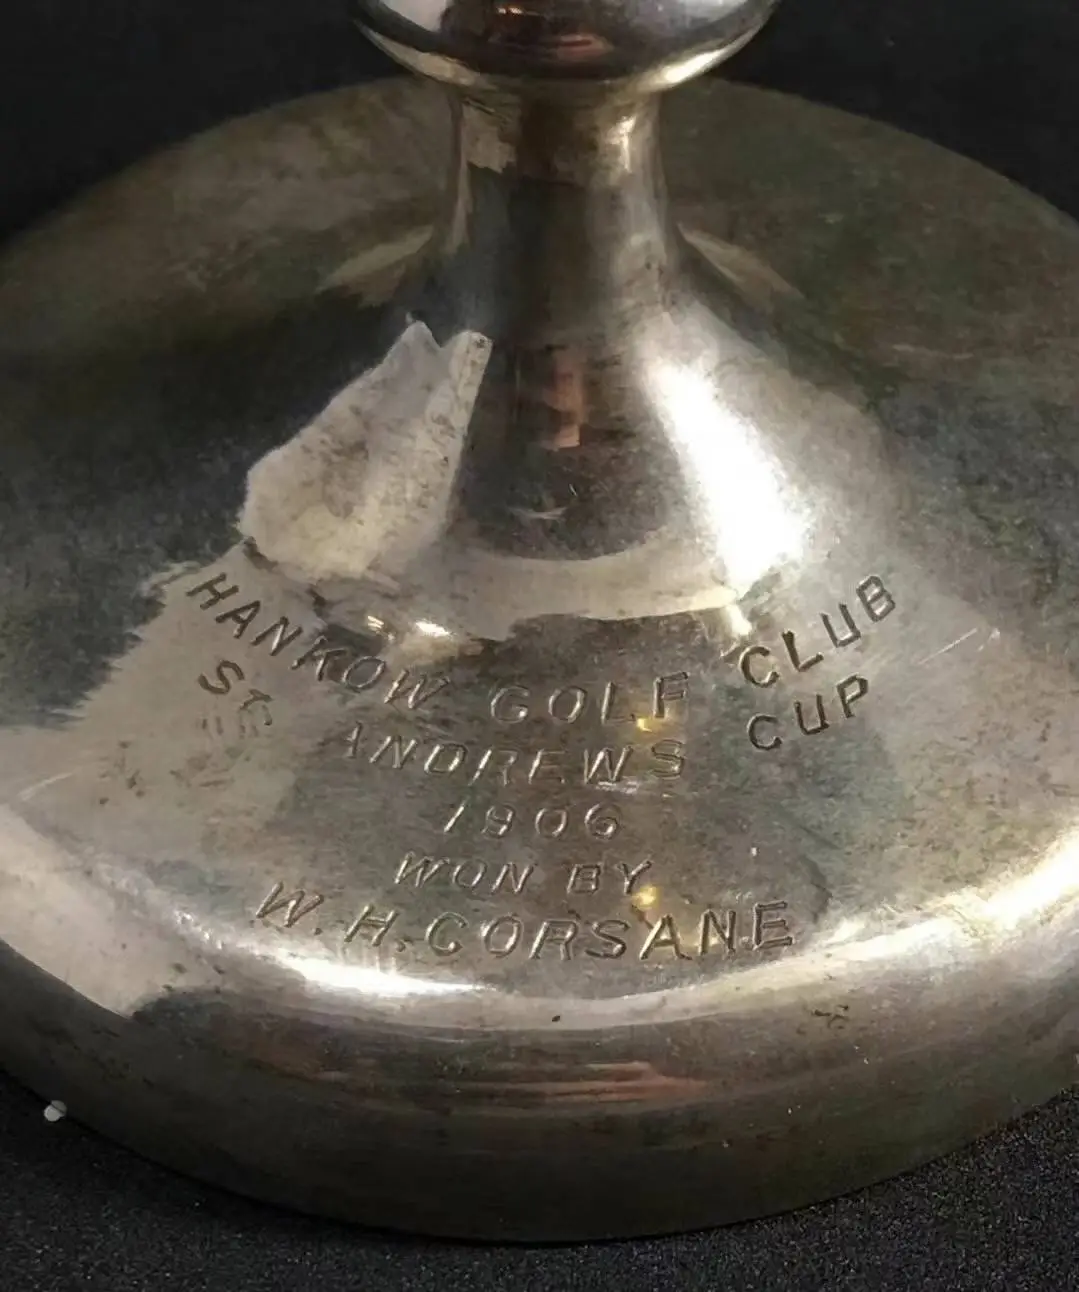 HANKOW GOLF CLUB
ST ANDREWS CUP
1906
WON BY
W.H.CORSANE